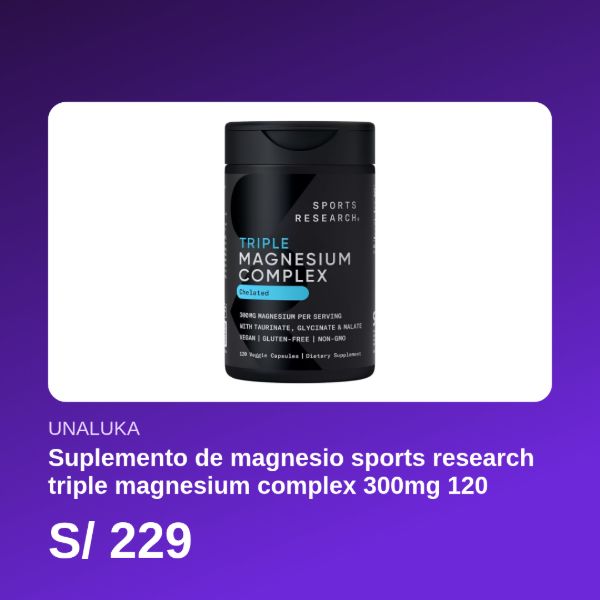 SPORTS
RESEARCH®
TRIPLE
MAGNESIUM
COMPLEX
Chelated
300MG MAGNESIUM PER SERVING
WITH TAURINATE, GLYCINATE & MALATE
VEGAN | GLUTEN-FREE | NON-GMO
120 Veggie Capsules | Dietary Supplement
UNALUKA
Suplemento de magnesio sports research
triple magnesium complex 300mg 120
S/ 229